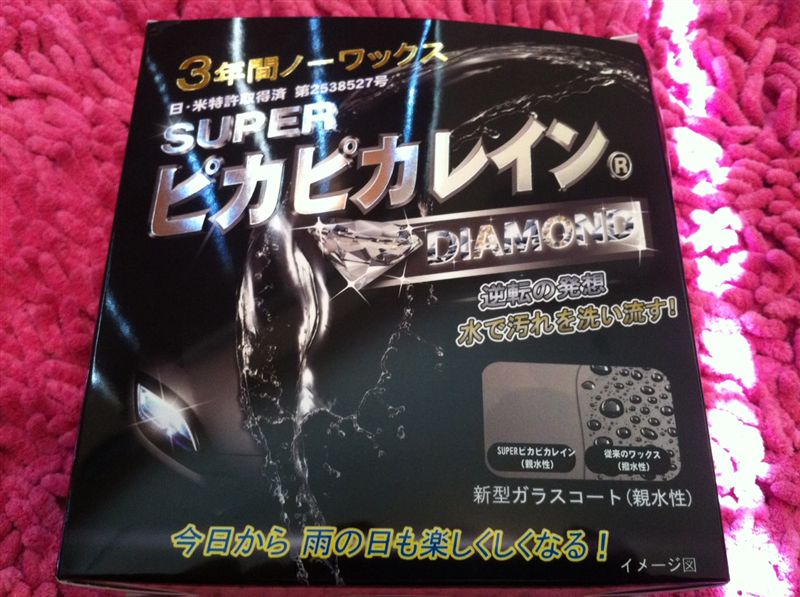 3年間ノーワックス
日・米特許取得済 第2538527号
SUPER
ピカピカレイン®
DIAMOND
逆転の発想
水で汚れを洗い流す!
SUPERピカピカレイン
(親水性)
従来のワックス
(撥水性)
新型ガラスコート(親水性)
今日から 雨の日も楽しくしくなる!
イメージ図